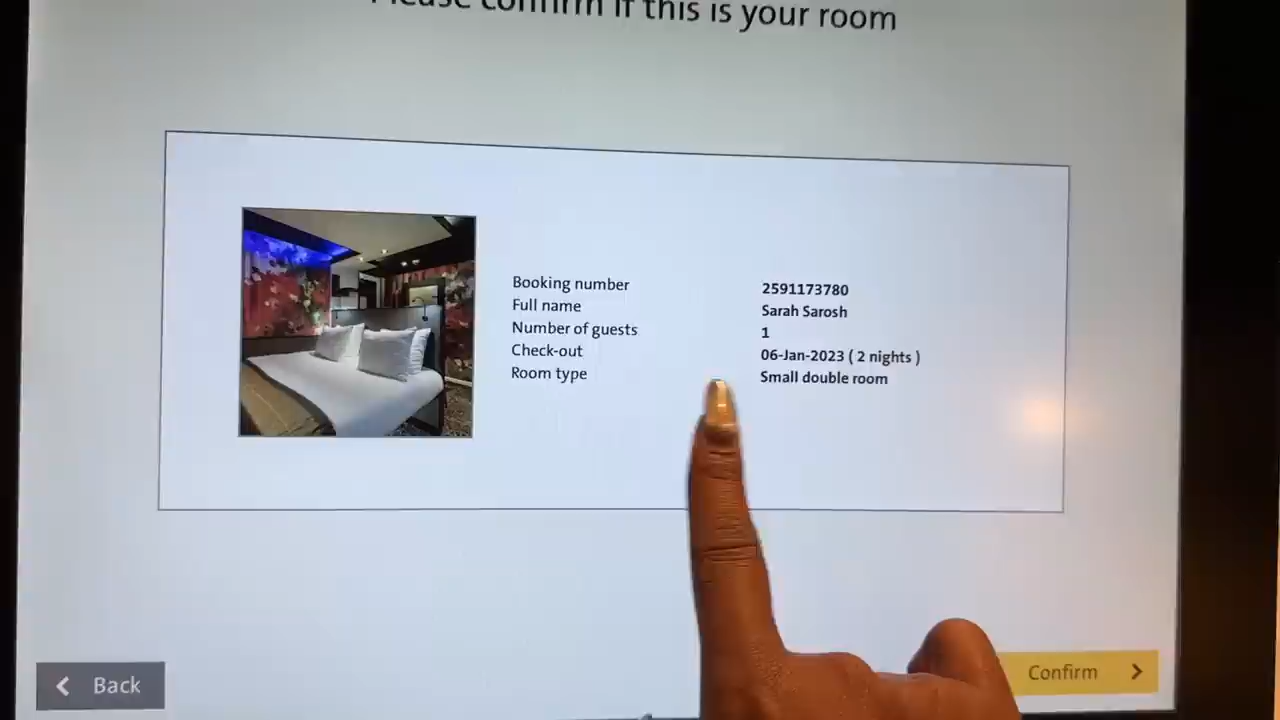 Please confirm if this is your room
Booking number 2591173780
Full name Sarah Sarosh
Number of guests 1
Check-out 06-Jan-2023 ( 2 nights )
Room type Small double room
Back
Confirm